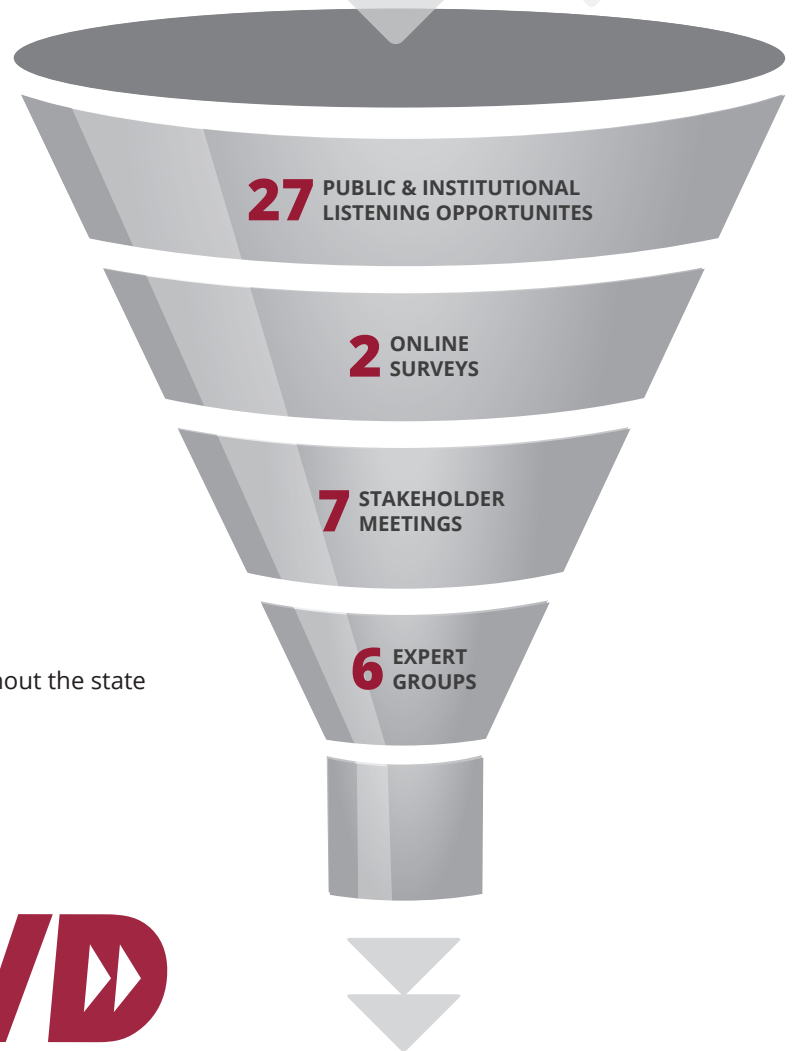 27 PUBLIC & INSTITUTIONAL
LISTENING OPPORTUNITES
2 ONLINE
SURVEYS
7 STAKEHOLDER
MEETINGS
6 EXPERT
GROUPS
out the state
D